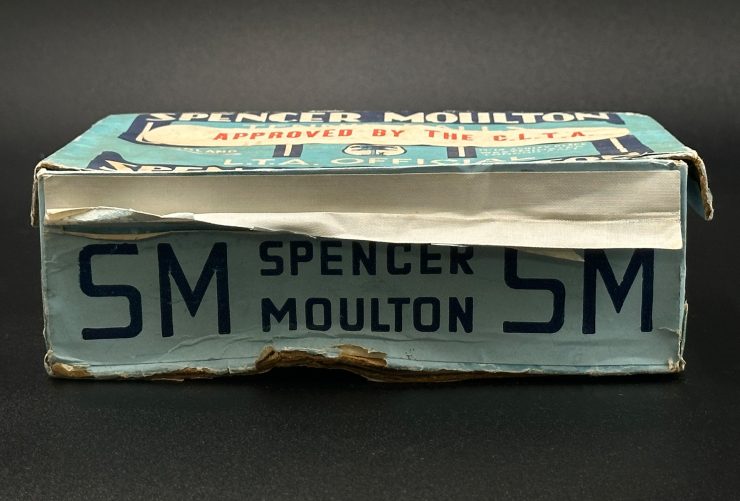 SPENCER MOULTON
APPROVED BY THE C.L.T.A
L.T.A. OFFICIAL
SM SPENCER SM
MOULTON